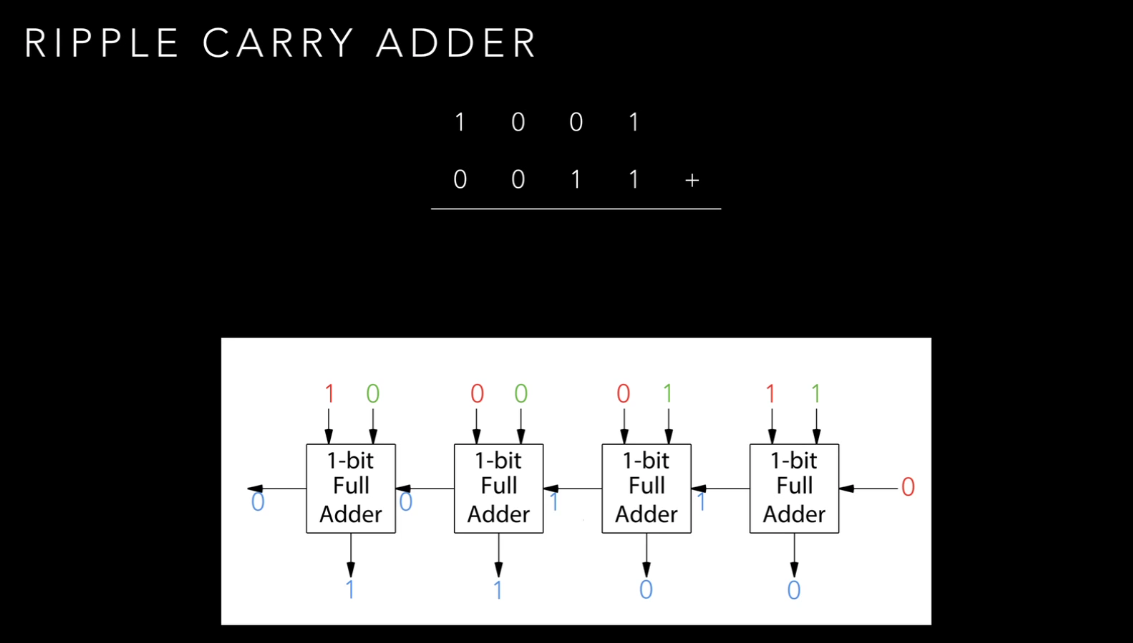 RIPPLE CARRY ADDER
1 0 0 1
0 0 1 1 +
1 0 0 0 0 1 1 1
1-bit 1-bit 1-bit 1-bit
Full Full Full Full 0
0 Adder 0 Adder 1 Adder 1 Adder
1 1 0 0